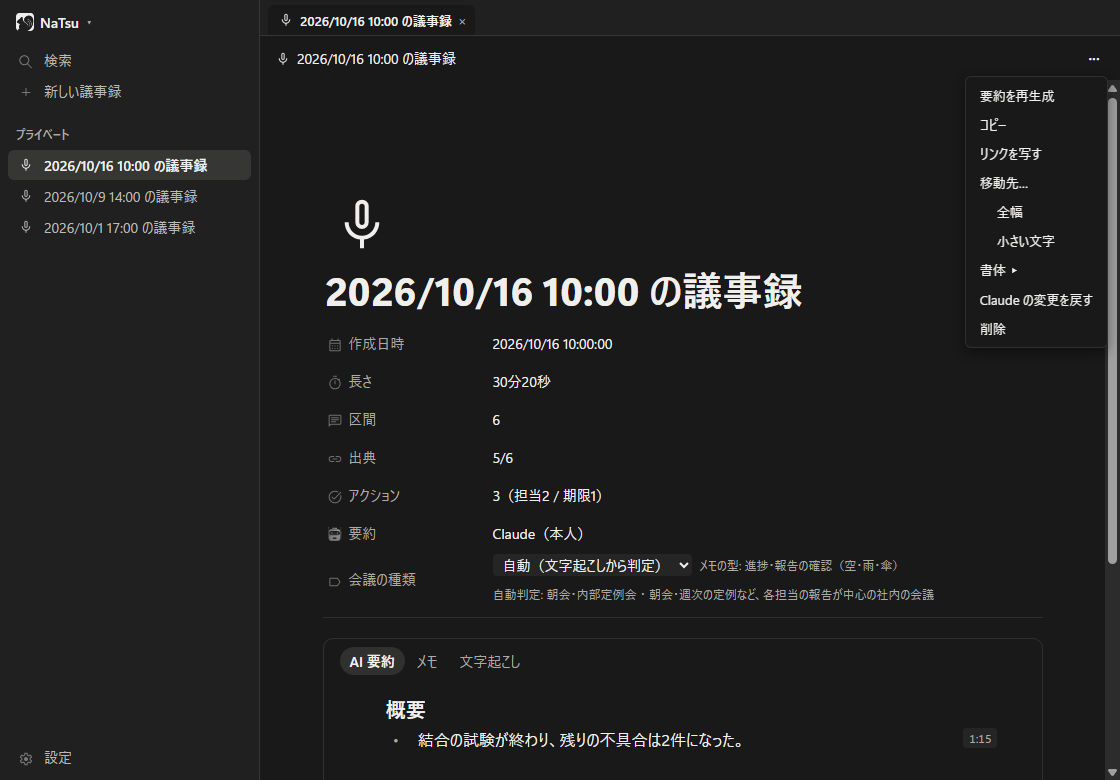 NaTsu
検索
新しい議事録
プライベート
2026/10/16 10:00 の議事録
2026/10/9 14:00 の議事録
2026/10/1 17:00 の議事録
設定
2026/10/16 10:00 の議事録 ×
2026/10/16 10:00 の議事録
要約を再生成
コピー
リンクを写す
移動先...
全幅
小さい文字
書体
Claude の変更を戻す
削除
2026/10/16 10:00 の議事録
作成日時 2026/10/16 10:00:00
長さ 30分20秒
区間 6
出典 5/6
アクション 3（担当2 / 期限1）
要約 Claude（本人）
会議の種類 自動（文字起こしから判定） メモの型: 進捗・報告の確認（空・雨・傘）
自動判定: 朝会・内部定例会・朝会・週次の定例など、各担当の報告が中心の社内の会議
AI 要約 メモ 文字起こし
概要
• 結合の試験が終わり、残りの不具合は2件になった。 1:15